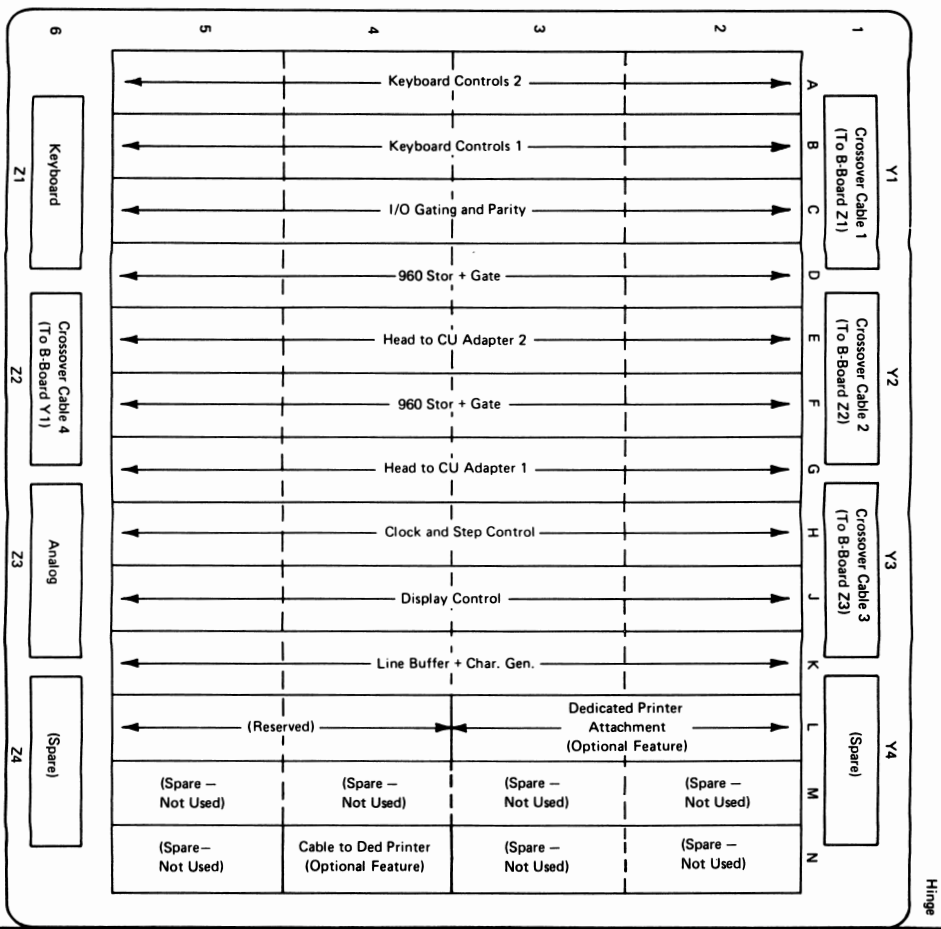 6
5
4
3
2
1
Keyboard Controls 2
A
Keyboard Controls 1
B
I/O Gating and Parity
C
960 Stor + Gate
D
Head to CU Adapter 2
E
960 Stor + Gate
F
Head to CU Adapter 1
G
Clock and Step Control
H
Display Control
J
Line Buffer + Char. Gen.
K
(Reserved)
Dedicated Printer
Attachment
(Optional Feature)
L
(Spare –
Not Used)
(Spare –
Not Used)
(Spare –
Not Used)
(Spare –
Not Used)
M
(Spare–
Not Used)
Cable to Ded Printer
(Optional Feature)
(Spare –
Not Used)
(Spare –
Not Used)
N
Keyboard
Z1
Crossover Cable 4
(To B-Board Y1)
Z2
Analog
Z3
(Spare)
Z4
Y1
Crossover Cable 1
(To B-Board Z1)
Y2
Crossover Cable 2
(To B-Board Z2)
Y3
Crossover Cable 3
(To B-Board Z3)
Y4
(Spare)
Hinge